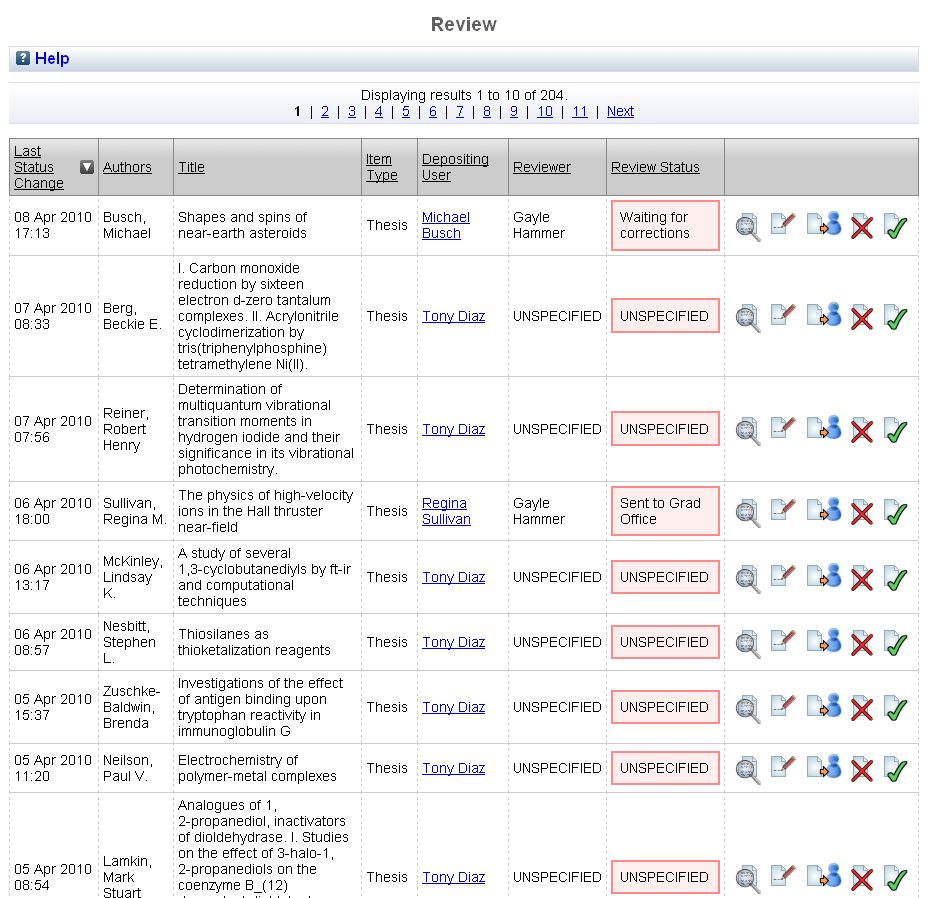 Review
Help
Displaying results 1 to 10 of 204.
1 | 2 | 3 | 4 | 5 | 6 | 7 | 8 | 9 | 10 | 11 | Next
Last Status Change Authors Title Item Type Depositing User Reviewer Review Status
08 Apr 2010 17:13
Busch, Michael
Shapes and spins of
near-earth asteroids
Thesis
Michael Busch
Gayle Hammer
Waiting for corrections
07 Apr 2010 08:33
Berg, Beckie E.
I. Carbon monoxide
reduction by sixteen
electron d-zero tantalum
complexes. II. Acrylonitrile
cyclodimerization by
tris(triphenylphosphine)
tetramethylene Ni(II).
Thesis
Tony Diaz
UNSPECIFIED
UNSPECIFIED
07 Apr 2010 07:56
Reiner, Robert Henry
Determination of
multiquantum vibrational
transition moments in
hydrogen iodide and their
significance in its vibrational
photochemistry.
Thesis
Tony Diaz
UNSPECIFIED
UNSPECIFIED
06 Apr 2010 18:00
Sullivan, Regina M.
The physics of high-velocity
ions in the Hall thruster
near-field
Thesis
Regina Sullivan
Gayle Hammer
Sent to Grad Office
06 Apr 2010 13:17
McKinley, Lindsay K.
A study of several
1,3-cyclobutanediyls by ft-ir
and computational
techniques
Thesis
Tony Diaz
UNSPECIFIED
UNSPECIFIED
06 Apr 2010 08:57
Nesbitt, Stephen L.
Thiosilanes as
thioketalization reagents
Thesis
Tony Diaz
UNSPECIFIED
UNSPECIFIED
05 Apr 2010 15:37
Zuschke-Baldwin, Brenda
Investigations of the effect
of antigen binding upon
tryptophan reactivity in
immunoglobulin G
Thesis
Tony Diaz
UNSPECIFIED
UNSPECIFIED
05 Apr 2010 11:20
Neilson, Paul V.
Electrochemistry of
polymer-metal complexes
Thesis
Tony Diaz
UNSPECIFIED
UNSPECIFIED
05 Apr 2010 08:54
Lamkin, Mark Stuart
Analogues of 1,
2-propanediol, inactivators
of dioldehydrase. I. Studies
on the effect of 3-halo-1,
2-propanediols on the
coenzyme B_(12)
Thesis
Tony Diaz
UNSPECIFIED
UNSPECIFIED